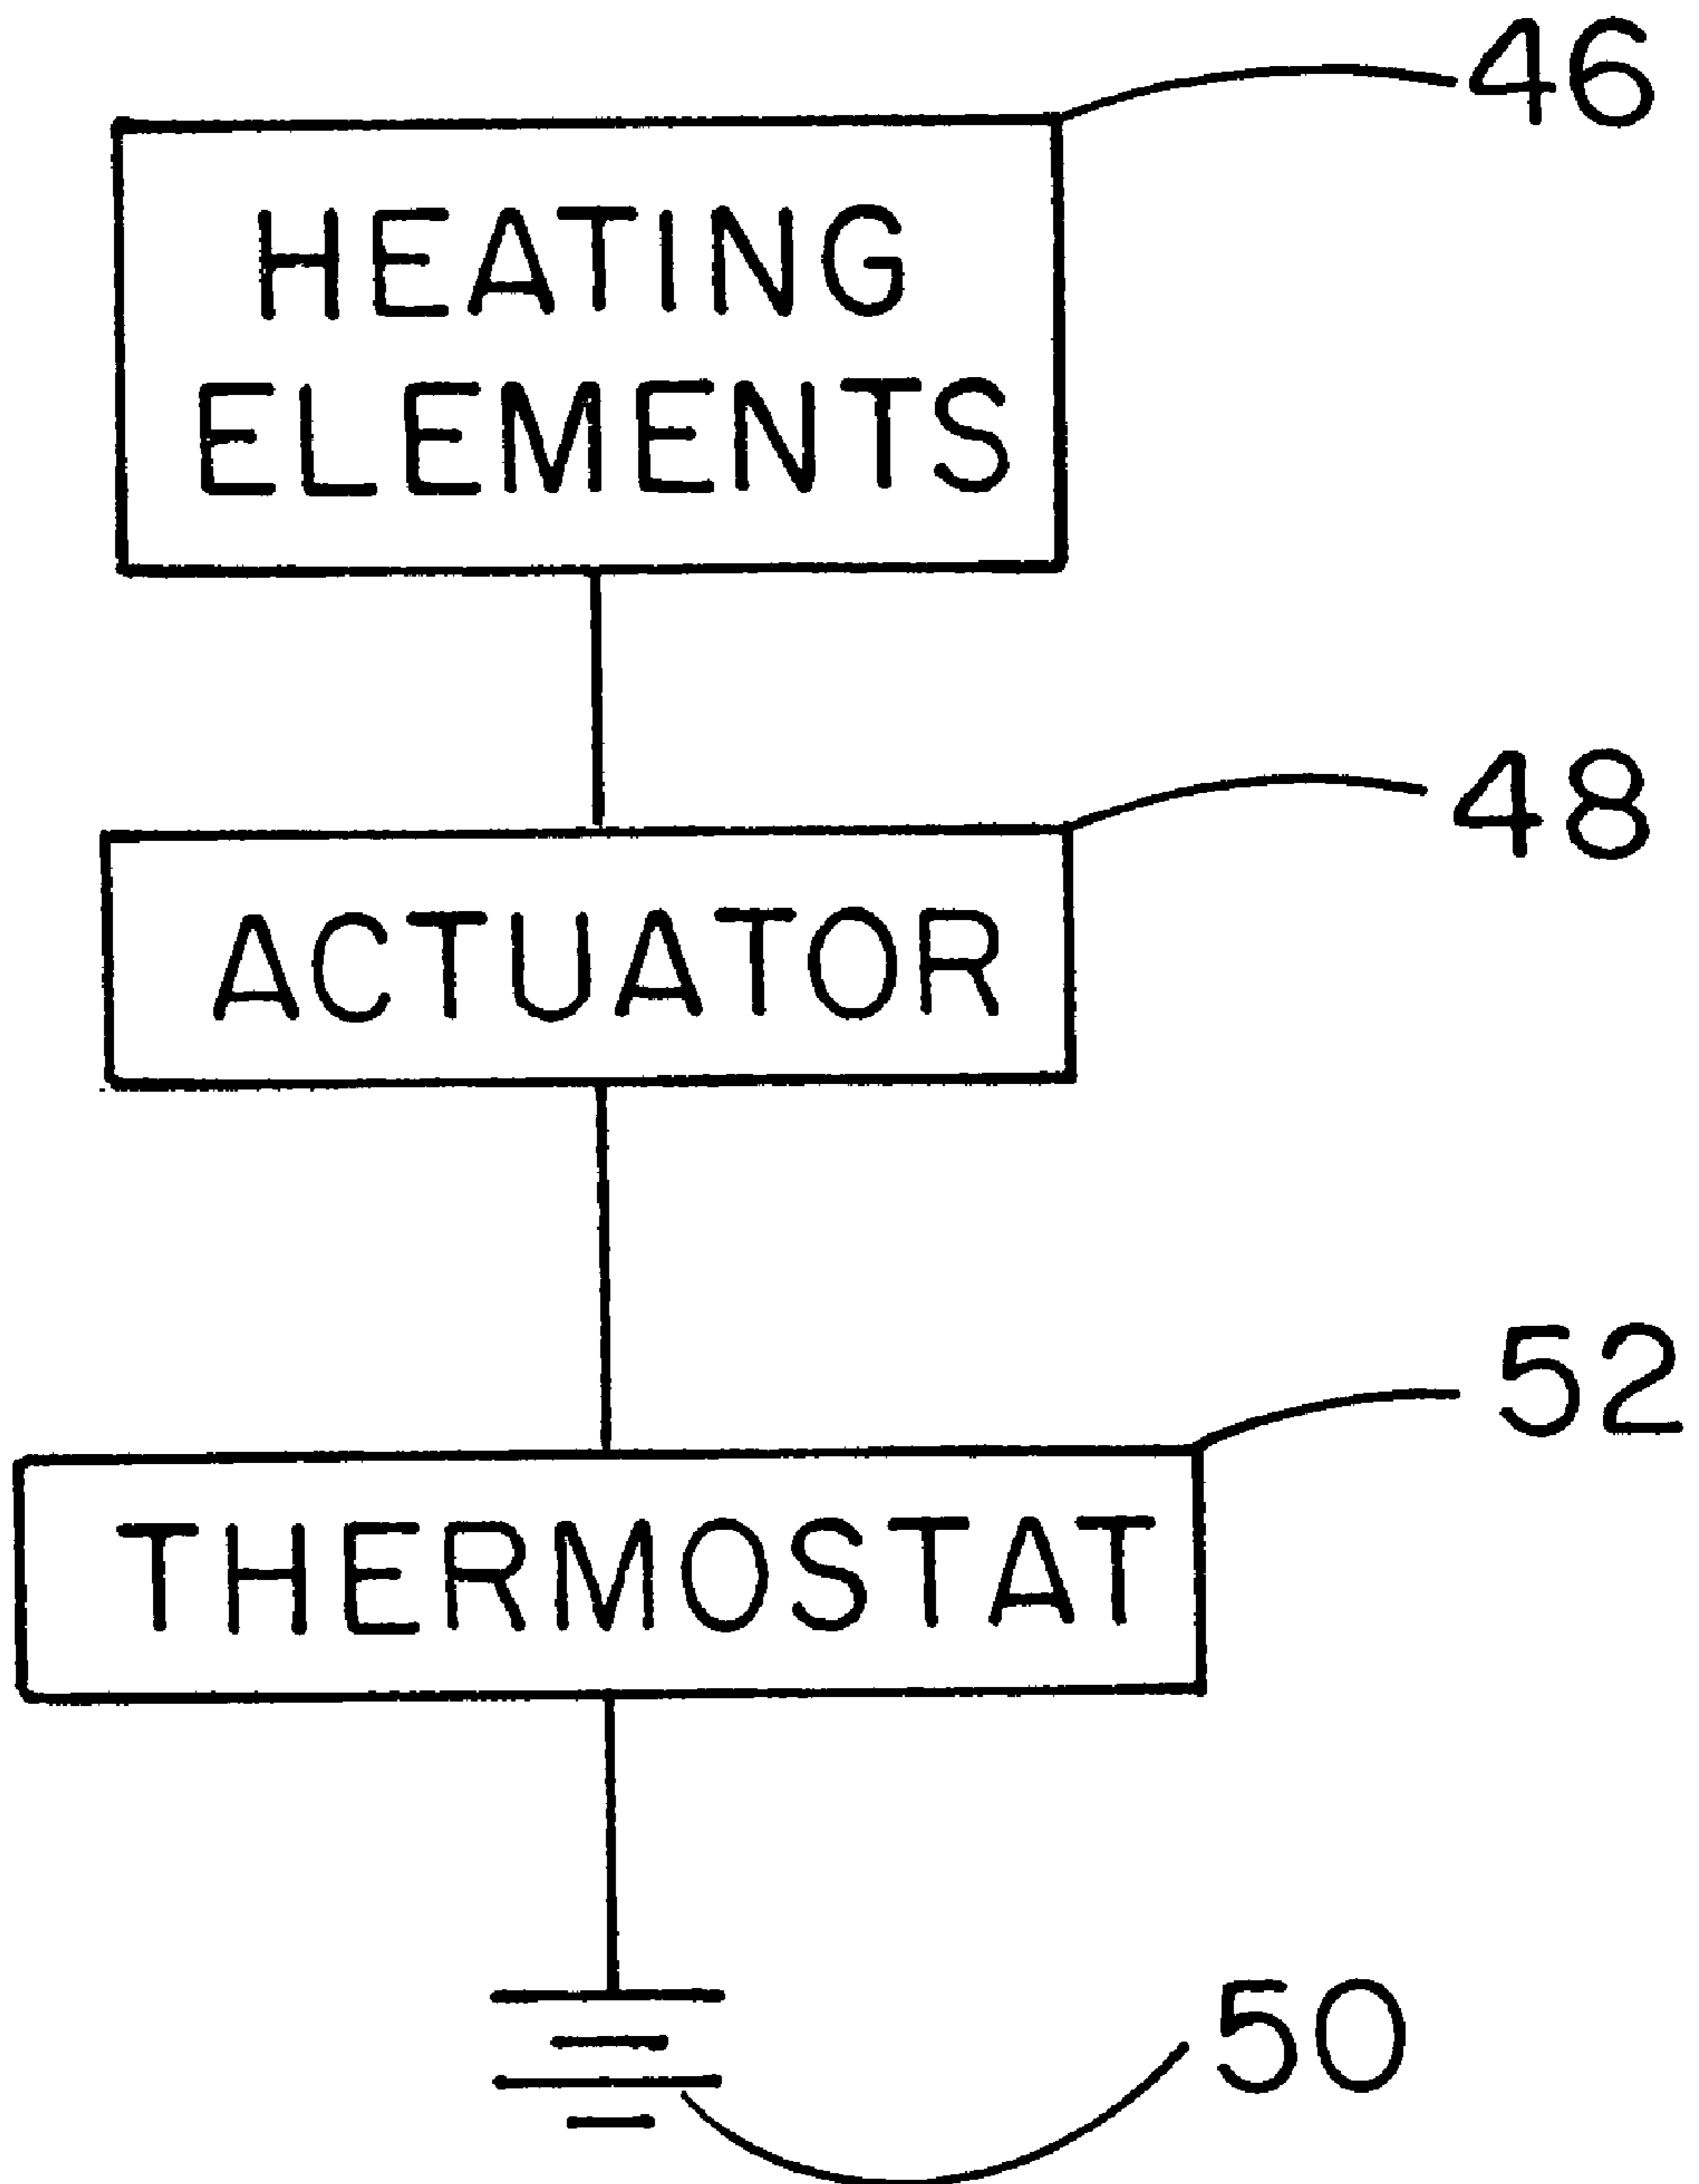 46
HEATING
ELEMENTS
48
ACTUATOR
52
THERMOSTAT
50